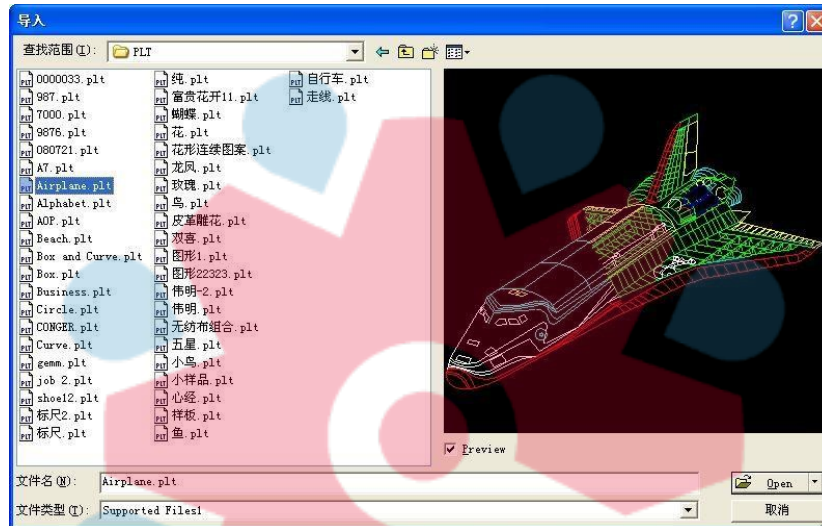 导入
查找范围(I): PLT
0000033.plt
987.plt
7000.plt
9876.plt
080721.plt
A7.plt
Airplane.plt
Alphabet.plt
AOP.plt
Beach.plt
Box and Curve.plt
Box.plt
Business.plt
Circle.plt
CONGER.plt
Curve.plt
gemm.plt
job 2.plt
shoe12.plt
标尺2.plt
标尺.plt
纯.plt
富贵花开11.plt
蝴蝶.plt
花.plt
花形连续图案.plt
龙凤.plt
玫瑰.plt
鸟.plt
皮革雕花.plt
双喜.plt
图形1.plt
图形22323.plt
伟明-2.plt
伟明.plt
无纺布组合.plt
五星.plt
小鸟.plt
小样品.plt
心经.plt
样板.plt
鱼.plt
自行车.plt
走线.plt
Preview
文件名(N): Airplane.plt
Open
文件类型(T): Supported Files1
取消